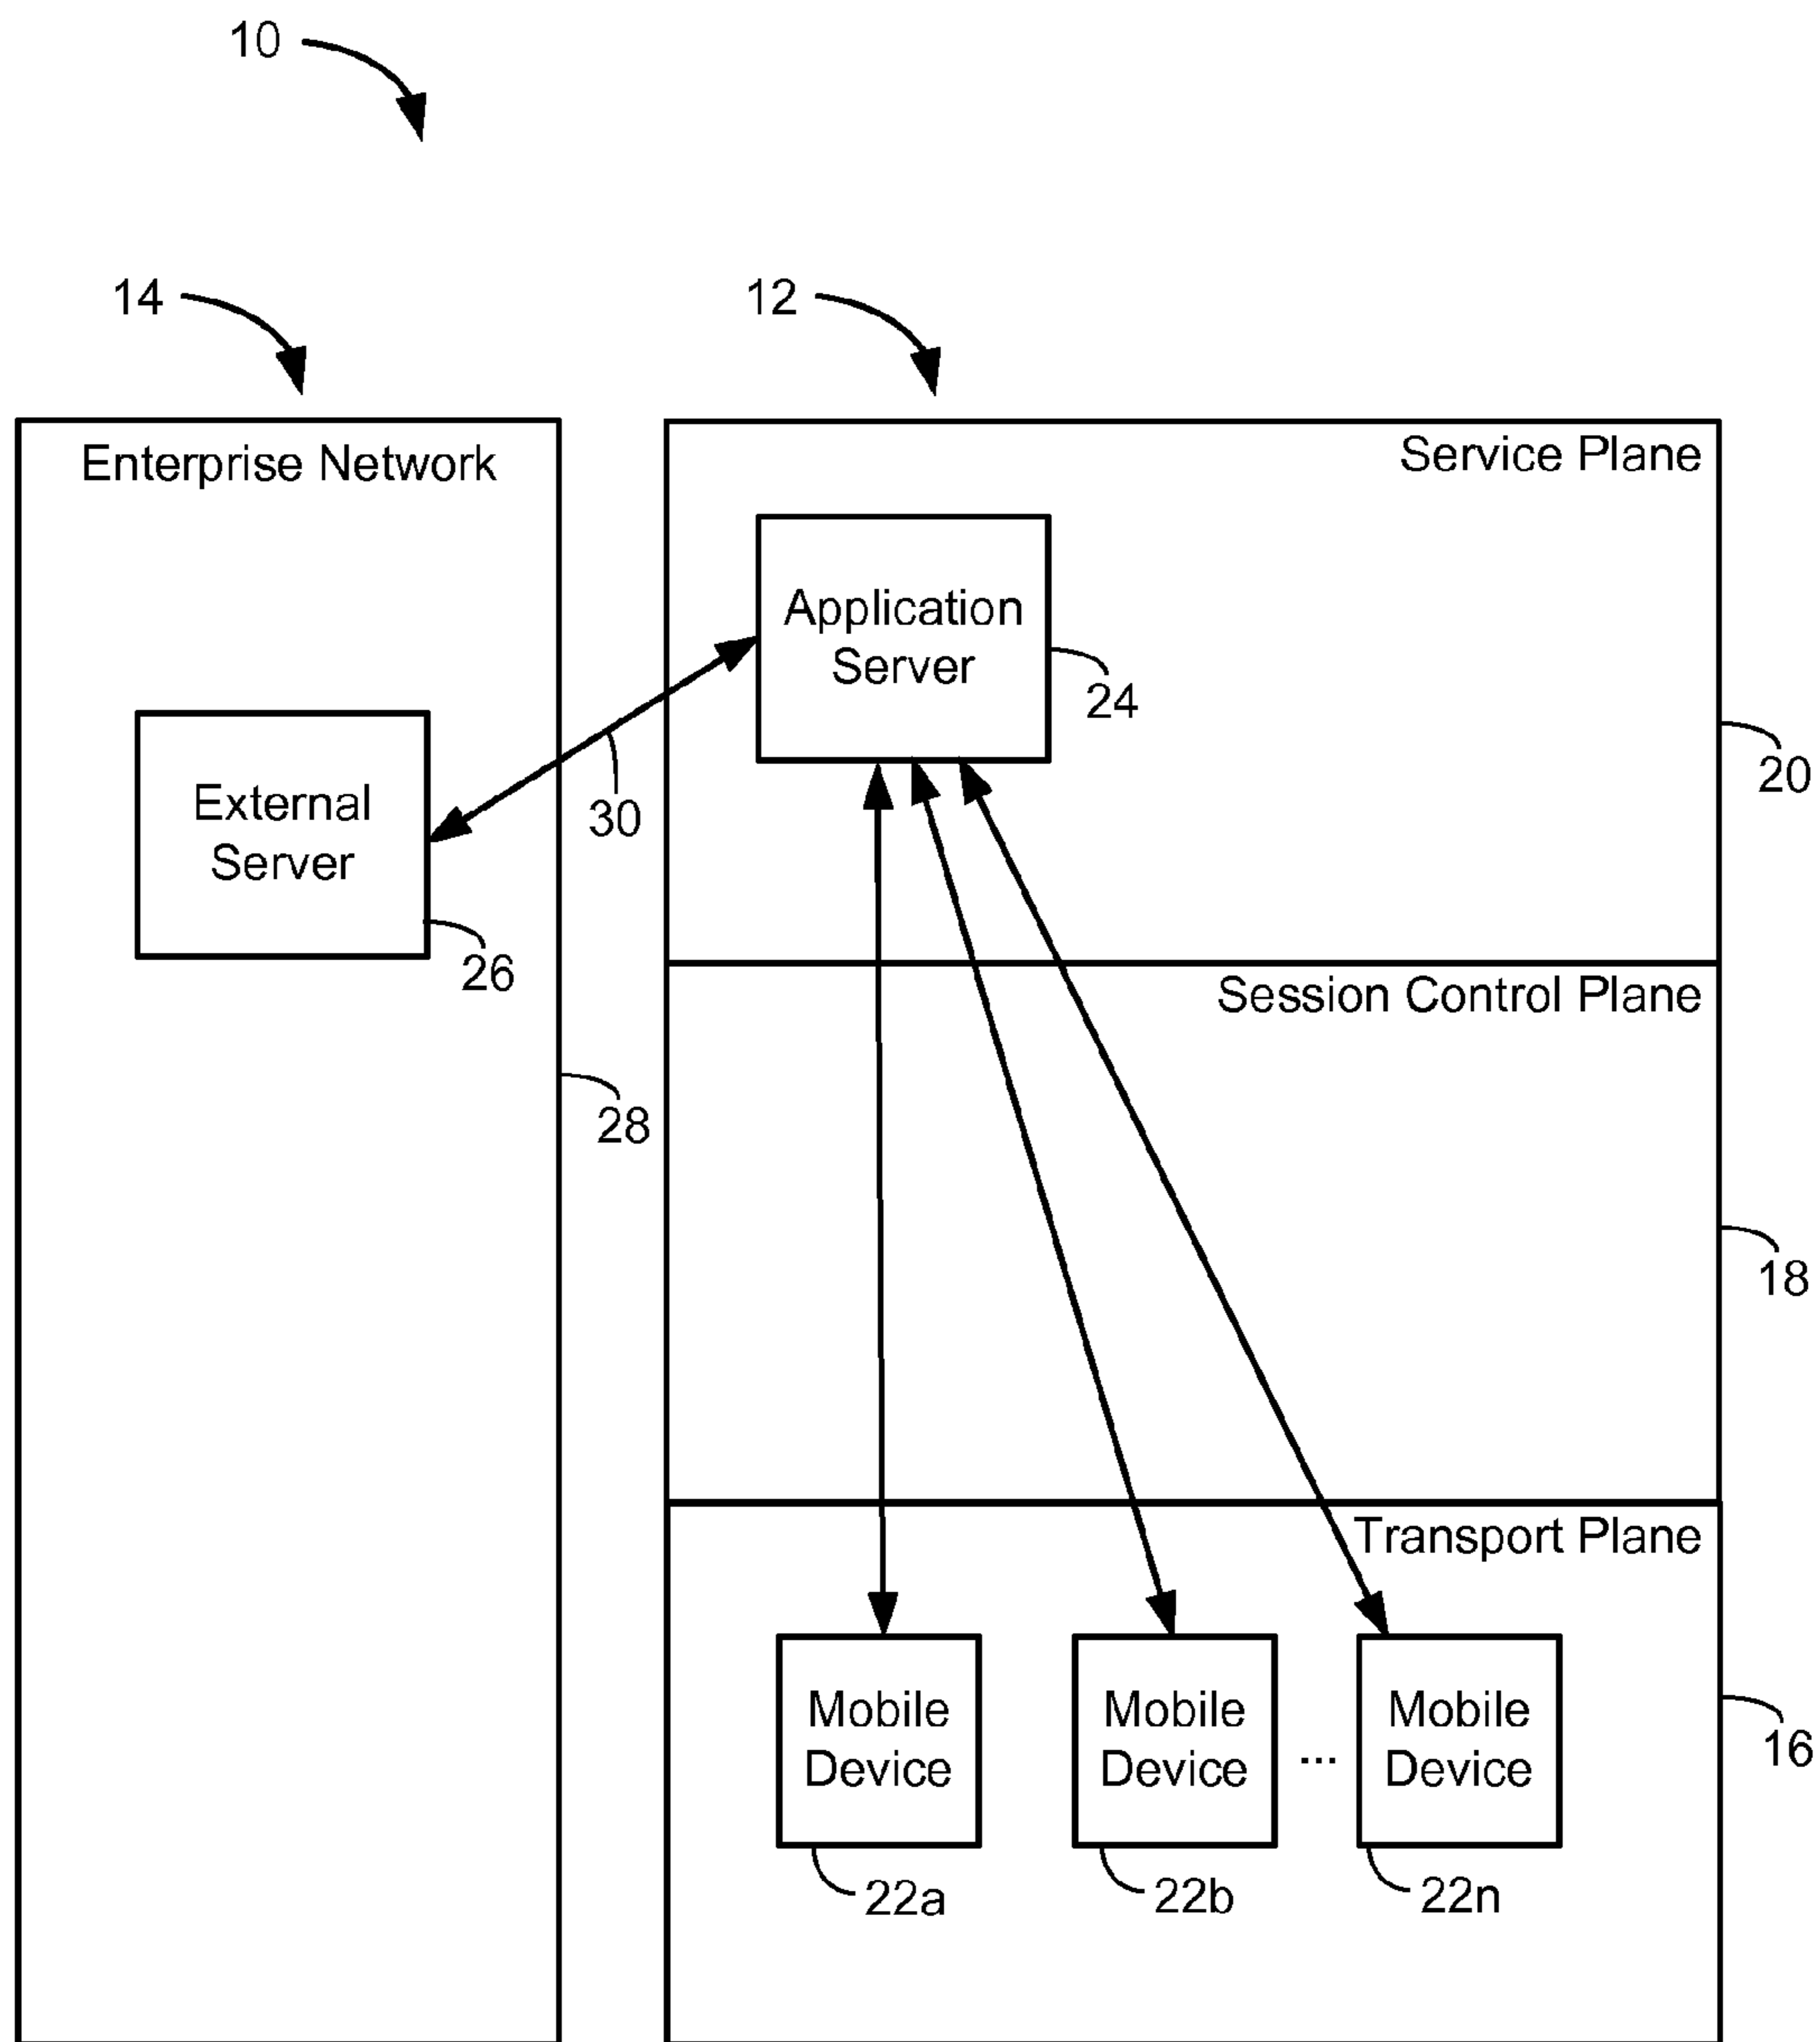 10
14
12
Enterprise Network
Service Plane
Application
Server
24
20
External
Server
30
26
Session Control Plane
28
18
Transport Plane
Mobile
Device
Mobile
Device
...
Mobile
Device
16
22a
22b
22n